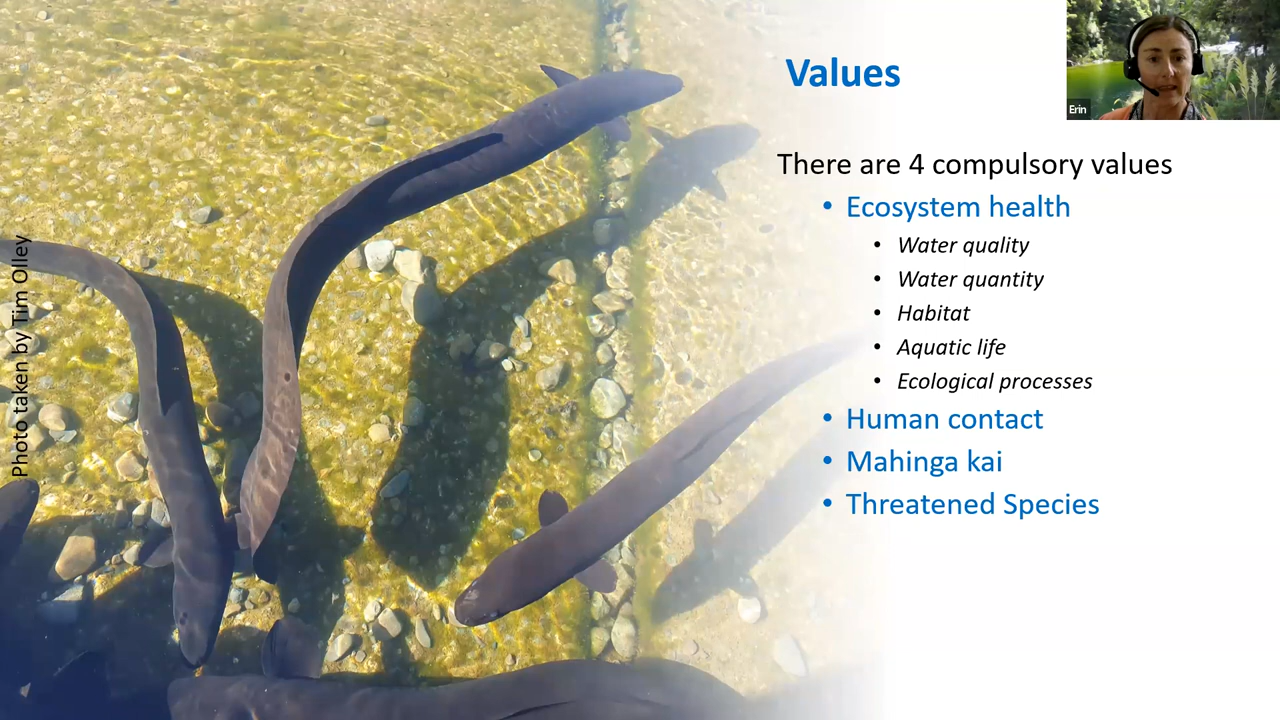 Values
Erin
There are 4 compulsory values
• Ecosystem health
• Water quality
• Water quantity
• Habitat
• Aquatic life
• Ecological processes
• Human contact
• Mahinga kai
• Threatened Species
Photo taken by Tim Olley